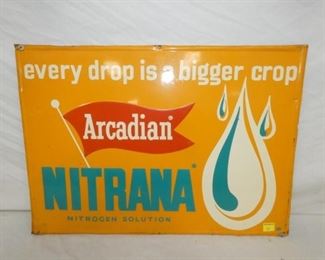 every drop is a bigger crop
Arcadian®
NITRANA®
NITROGEN SOLUTION